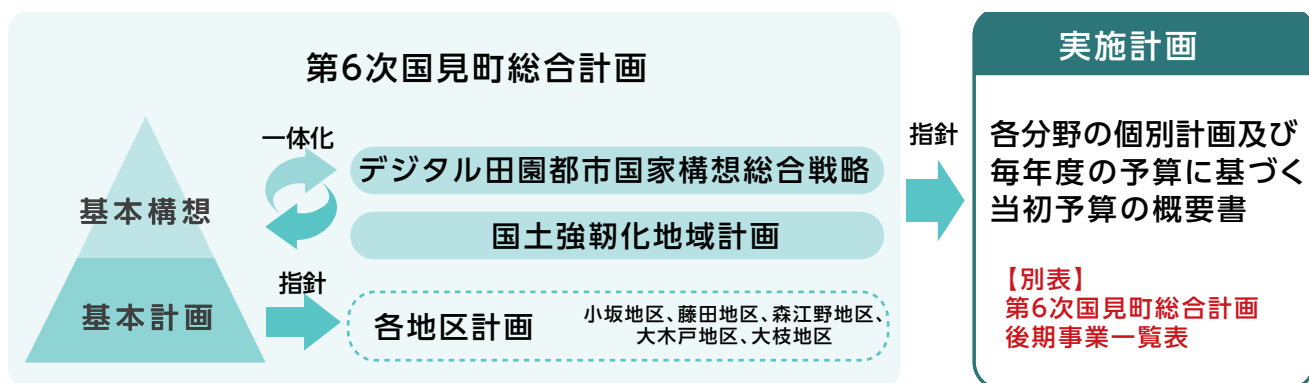 第6次国見町総合計画
一体化
基本構想
デジタル田園都市国家構想総合戦略
国土強靭化地域計画
基本計画
指針
各地区計画
小坂地区、藤田地区、森江野地区、
大木戸地区、大枝地区
指針
実施計画
各分野の個別計画及び
毎年度の予算に基づく
当初予算の概要書
【別表】
第6次国見町総合計画
後期事業一覧表